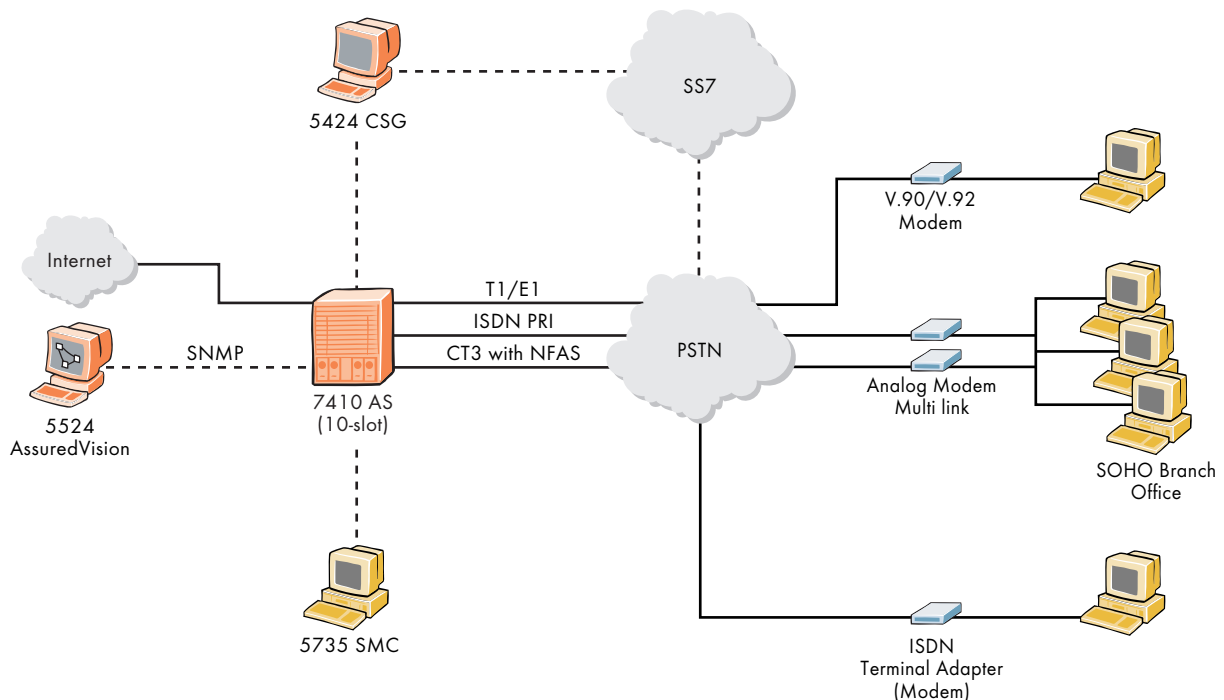 SS7
5424 CSG
V.90/V.92
Modem
Internet
T1/E1
ISDN PRI
SNMP
CT3 with NFAS
PSTN
7410 AS
(10-slot)
5524
AssuredVision
Analog Modem
Multi link
SOHO Branch
Office
5735 SMC
ISDN
Terminal Adapter
(Modem)